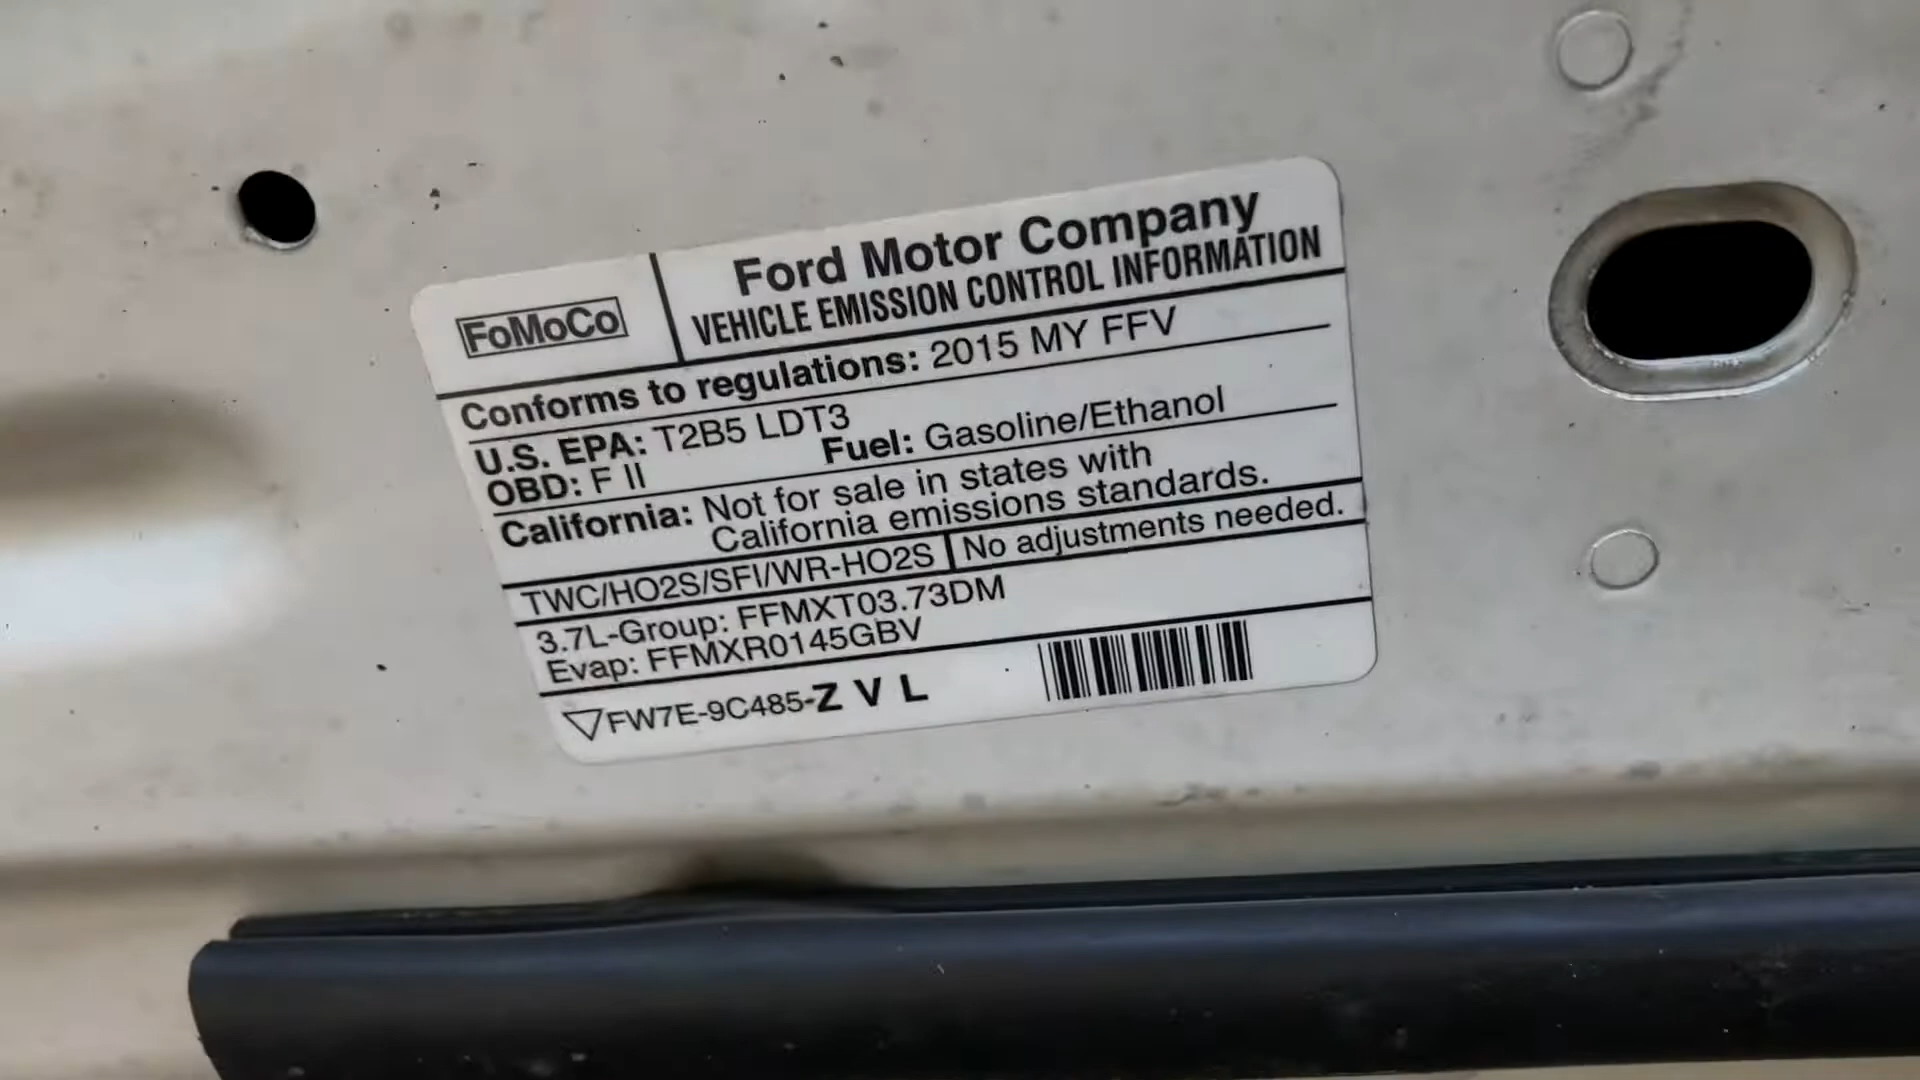 FoMoCo
Ford Motor Company
VEHICLE EMISSION CONTROL INFORMATION
Conforms to regulations: 2015 MY FFV
U.S. EPA: T2B5 LDT3
OBD: F II Fuel: Gasoline/Ethanol
California: Not for sale in states with
California emissions standards.
TWC/HO2S/SFI/WR-HO2S No adjustments needed.
3.7L-Group: FFMXT03.73DM
Evap: FFMXR0145GBV
FW7E-9C485-Z V L